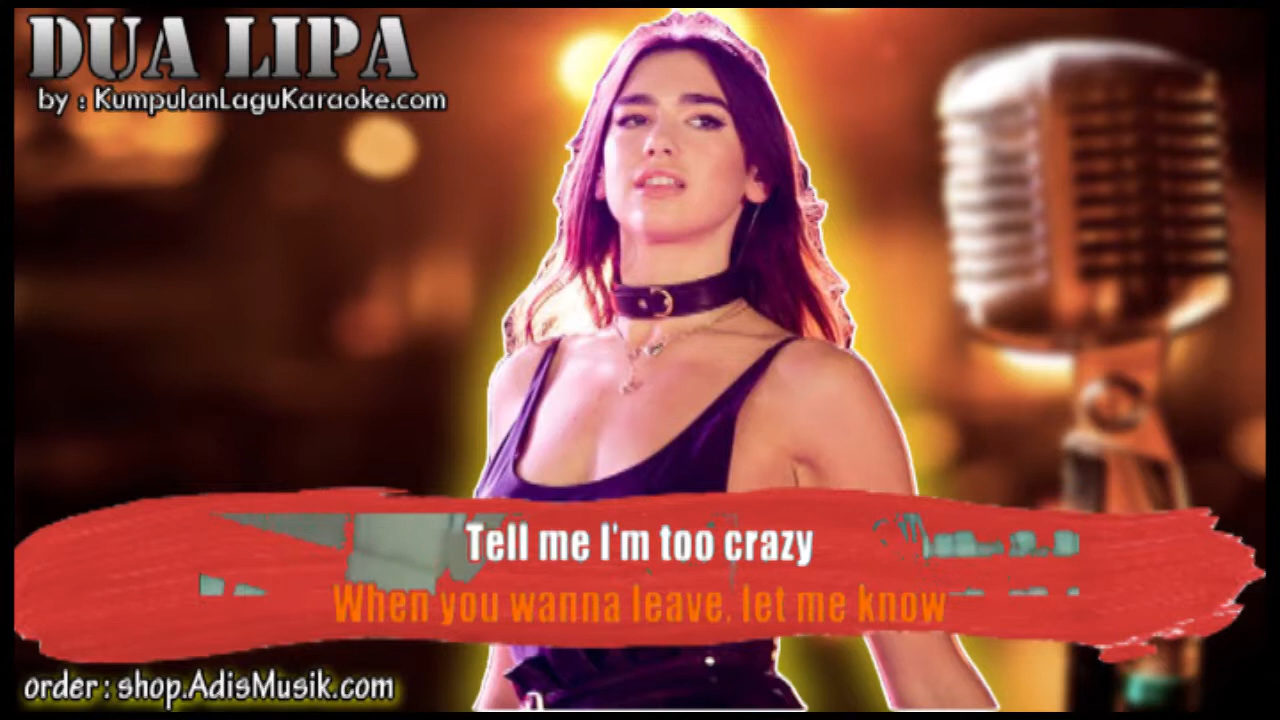 DUA LIPA
by : KumpulanLaguKaraoke.com
Tell me I'm too crazy
When you wanna leave, let me know
order : shop.AdisMusik.com